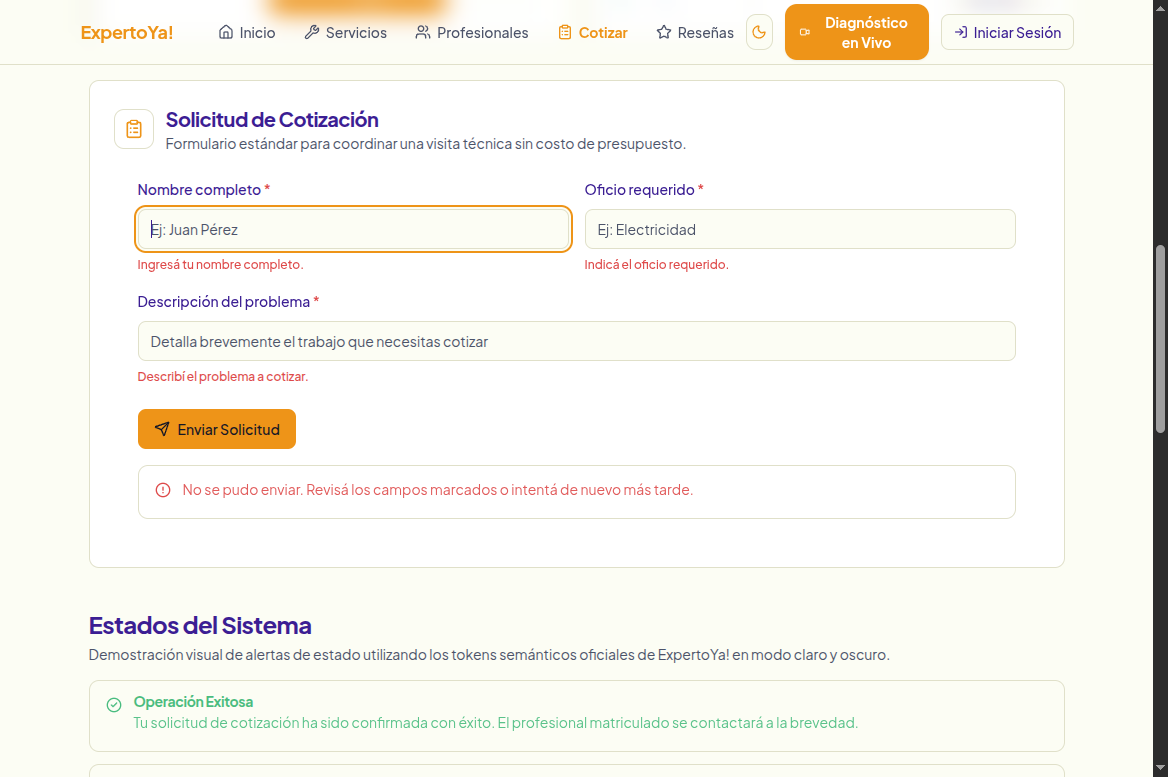 ExpertoYa!
Inicio
Servicios
Profesionales
Cotizar
Reseñas
Diagnóstico
en Vivo
Iniciar Sesión
Solicitud de Cotización
Formulario estándar para coordinar una visita técnica sin costo de presupuesto.
Nombre completo *
Oficio requerido *
Ej: Juan Pérez
Ej: Electricidad
Ingresá tu nombre completo.
Indicá el oficio requerido.
Descripción del problema *
Detalla brevemente el trabajo que necesitas cotizar
Describí el problema a cotizar.
Enviar Solicitud
No se pudo enviar. Revisá los campos marcados o intentá de nuevo más tarde.
Estados del Sistema
Demostración visual de alertas de estado utilizando los tokens semánticos oficiales de ExpertoYa! en modo claro y oscuro.
Operación Exitosa
Tu solicitud de cotización ha sido confirmada con éxito. El profesional matriculado se contactará a la brevedad.